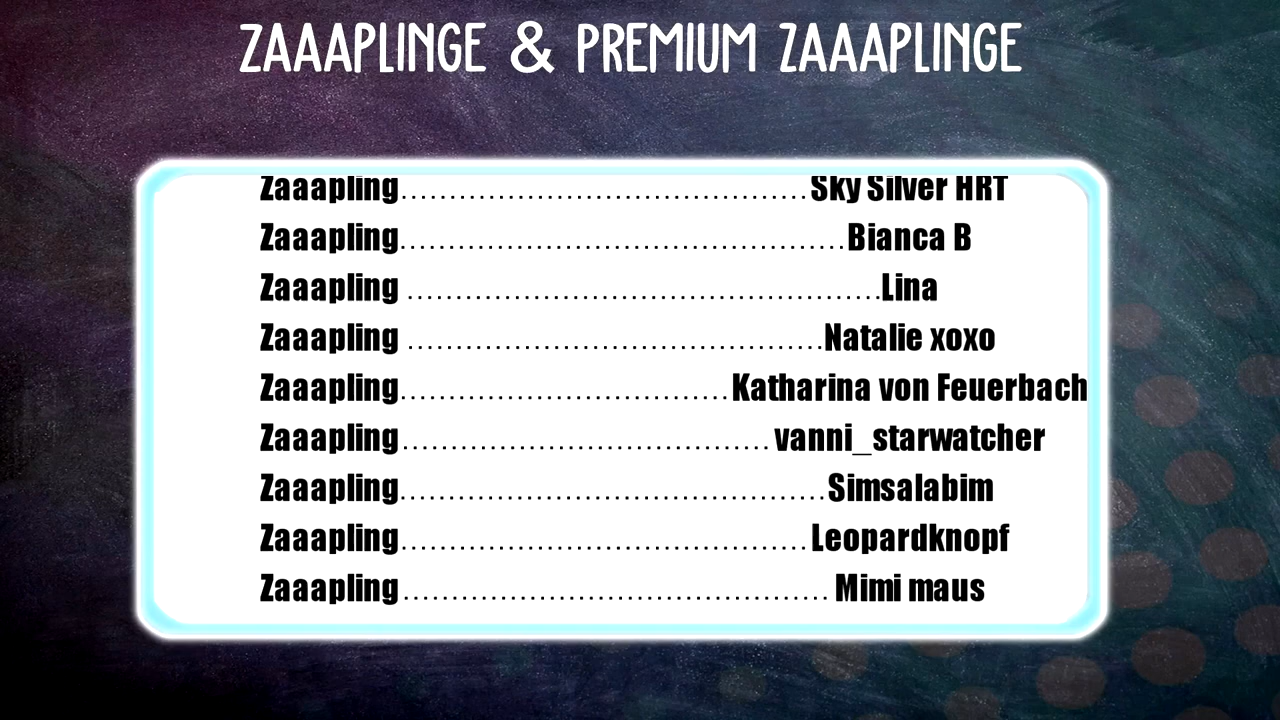 ZAAAPLINGE & PREMIUM ZAAAPLINGE
Zaaapling..........................................Sky Silver HRT
Zaaapling..............................................Bianca B
Zaaapling .................................................Lina
Zaaapling ...........................................Natalie xoxo
Zaaapling..................................Katharina von Feuerbach
Zaaapling......................................vanni_starwatcher
Zaaapling............................................Simsalabim
Zaaapling..........................................Leopardknopf
Zaaapling............................................ Mimi maus